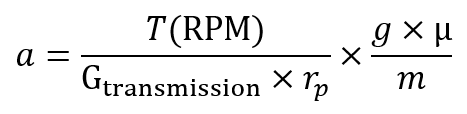 a = T(RPM) / (G_transmission × r_p) × (g × μ) / m